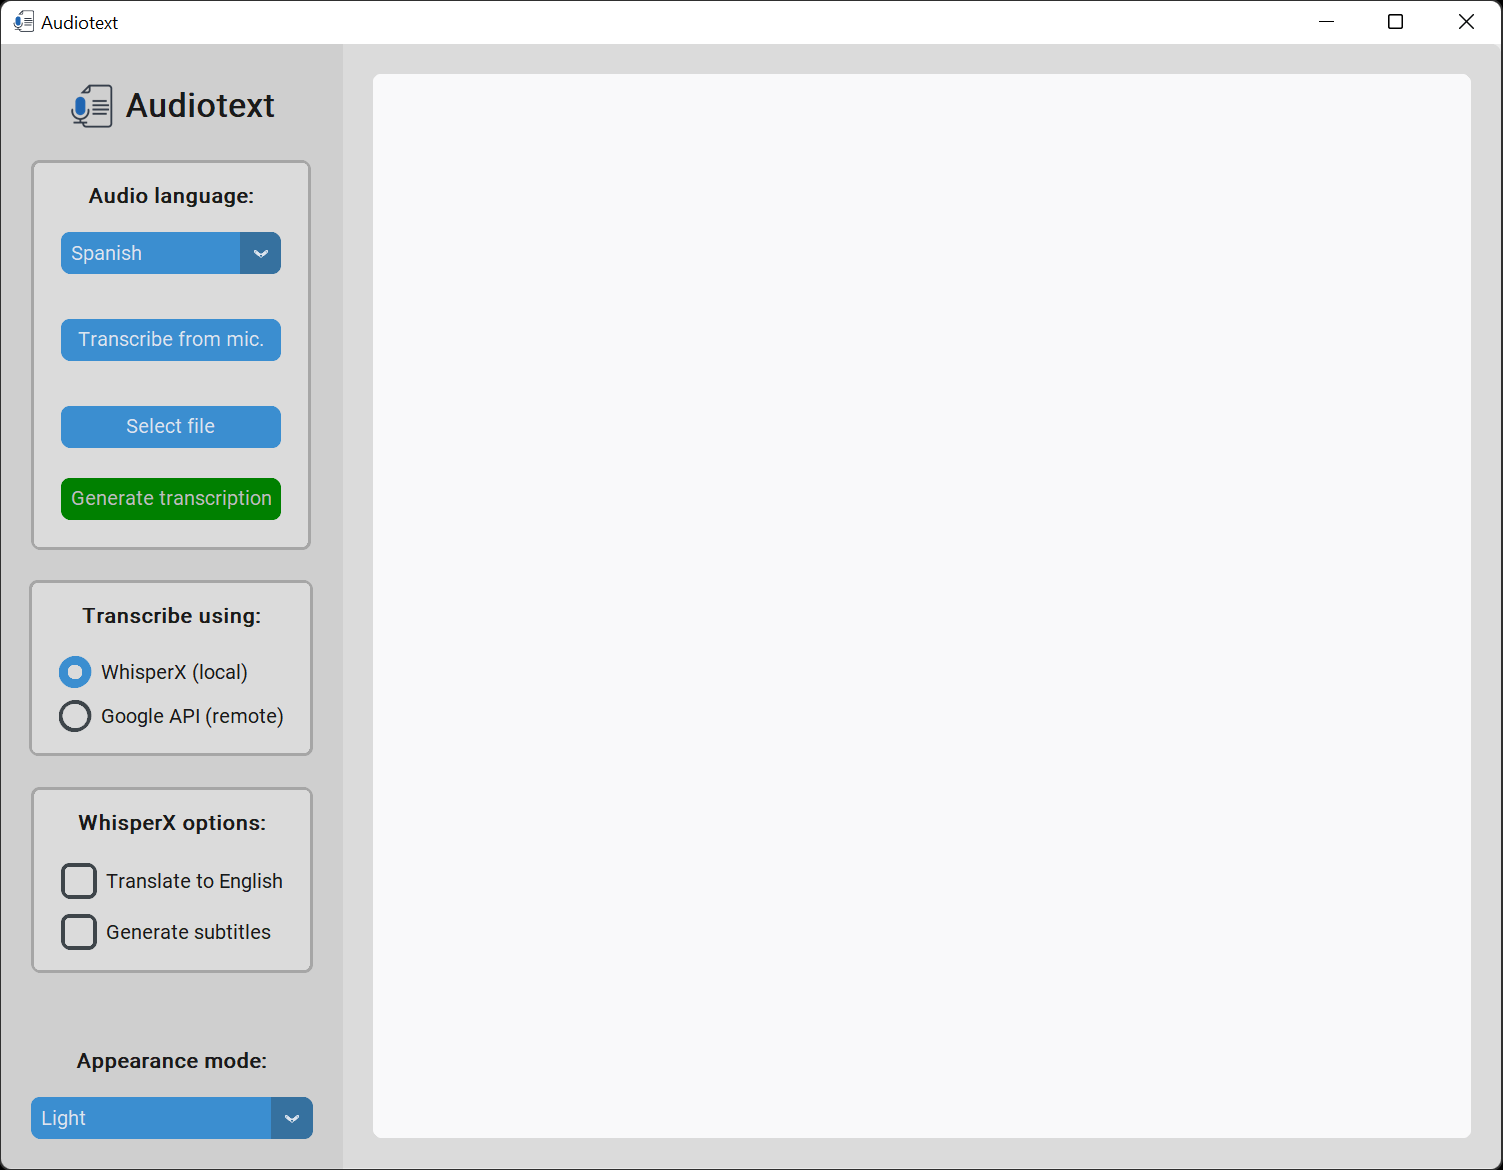 Audiotext
Audiotext
Audio language:
Spanish
Transcribe from mic.
Select file
Generate transcription
Transcribe using:
WhisperX (local)
Google API (remote)
WhisperX options:
Translate to English
Generate subtitles
Appearance mode:
Light